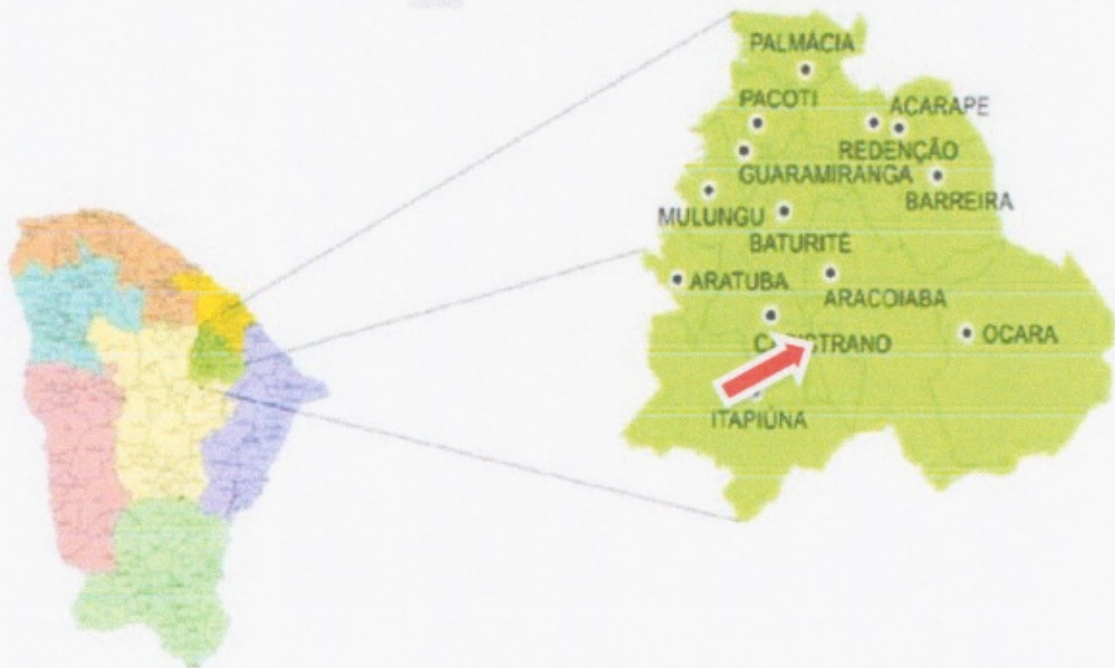 PALMÁCIA
PACOTI
ACARAPE
REDENÇÃO
GUARAMIRANGA
BARREIRA
MULUNGU
BATURITÉ
ARATUBA
ARACOIABA
OCARA
ITAPIÚNA